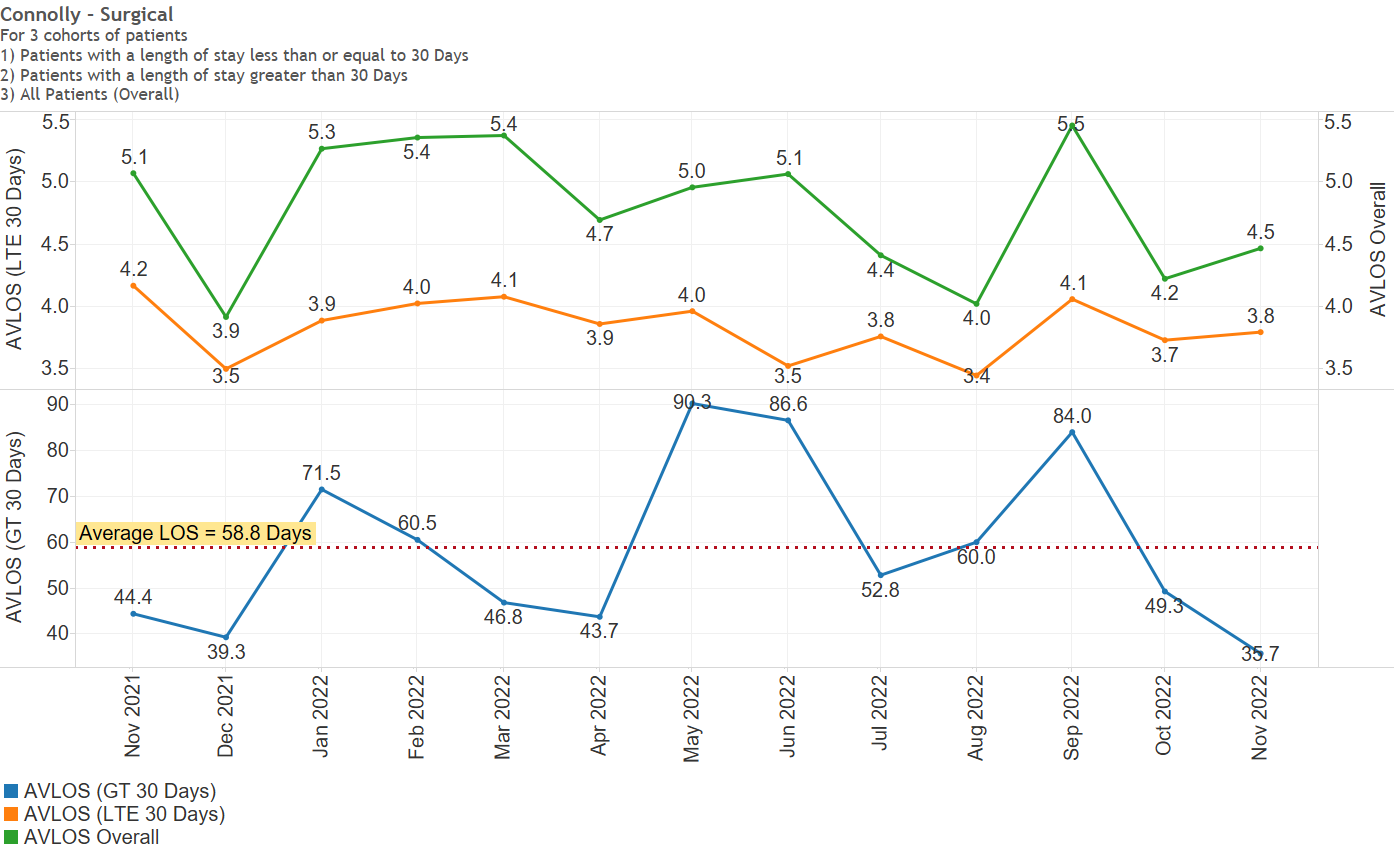 Connolly - Surgical
For 3 cohorts of patients
1) Patients with a length of stay less than or equal to 30 Days
2) Patients with a length of stay greater than 30 Days
3) All Patients (Overall)
AVLOS (LTE 30 Days)
5.5
5.0
4.5
4.0
3.5
5.1
3.9
5.3
5.4
5.4
4.7
5.0
5.1
4.4
4.0
5.5
4.2
4.5
4.2
3.5
3.9
4.0
4.1
3.9
4.0
3.5
3.8
3.4
4.1
3.7
3.8
5.5
5.0
4.5
4.0
3.5
AVLOS Overall
AVLOS (GT 30 Days)
90
80
70
60
50
40
Average LOS = 58.8 Days
44.4
39.3
71.5
60.5
46.8
43.7
90.3
86.6
52.8
60.0
84.0
49.3
35.7
Nov 2021
Dec 2021
Jan 2022
Feb 2022
Mar 2022
Apr 2022
May 2022
Jun 2022
Jul 2022
Aug 2022
Sep 2022
Oct 2022
Nov 2022
AVLOS (GT 30 Days)
AVLOS (LTE 30 Days)
AVLOS Overall